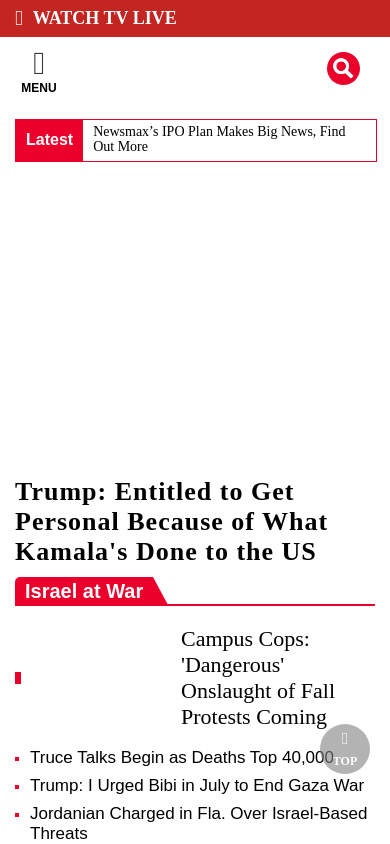 WATCH TV LIVE
MENU
Latest
Newsmax’s IPO Plan Makes Big News, Find
Out More
Trump: Entitled to Get
Personal Because of What
Kamala's Done to the US
Israel at War
Campus Cops:
'Dangerous'
Onslaught of Fall
Protests Coming
Truce Talks Begin as Deaths Top 40,000
TOP
Trump: I Urged Bibi in July to End Gaza War
Jordanian Charged in Fla. Over Israel-Based
Threats